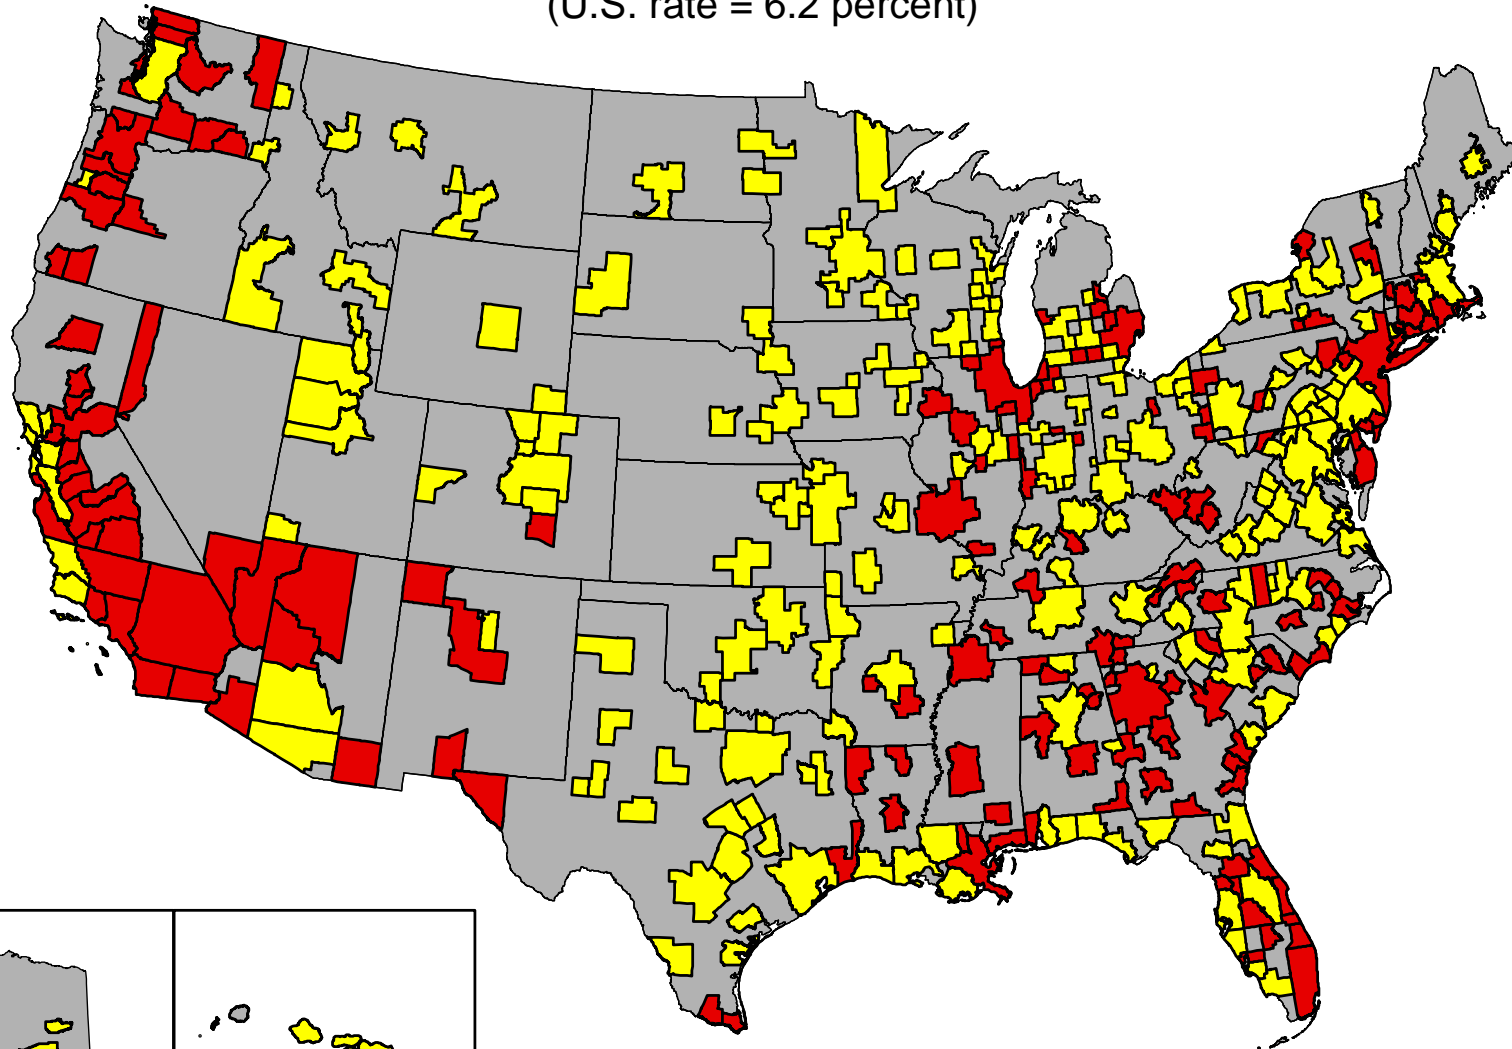 (U.S. rate = 6.2 percent)